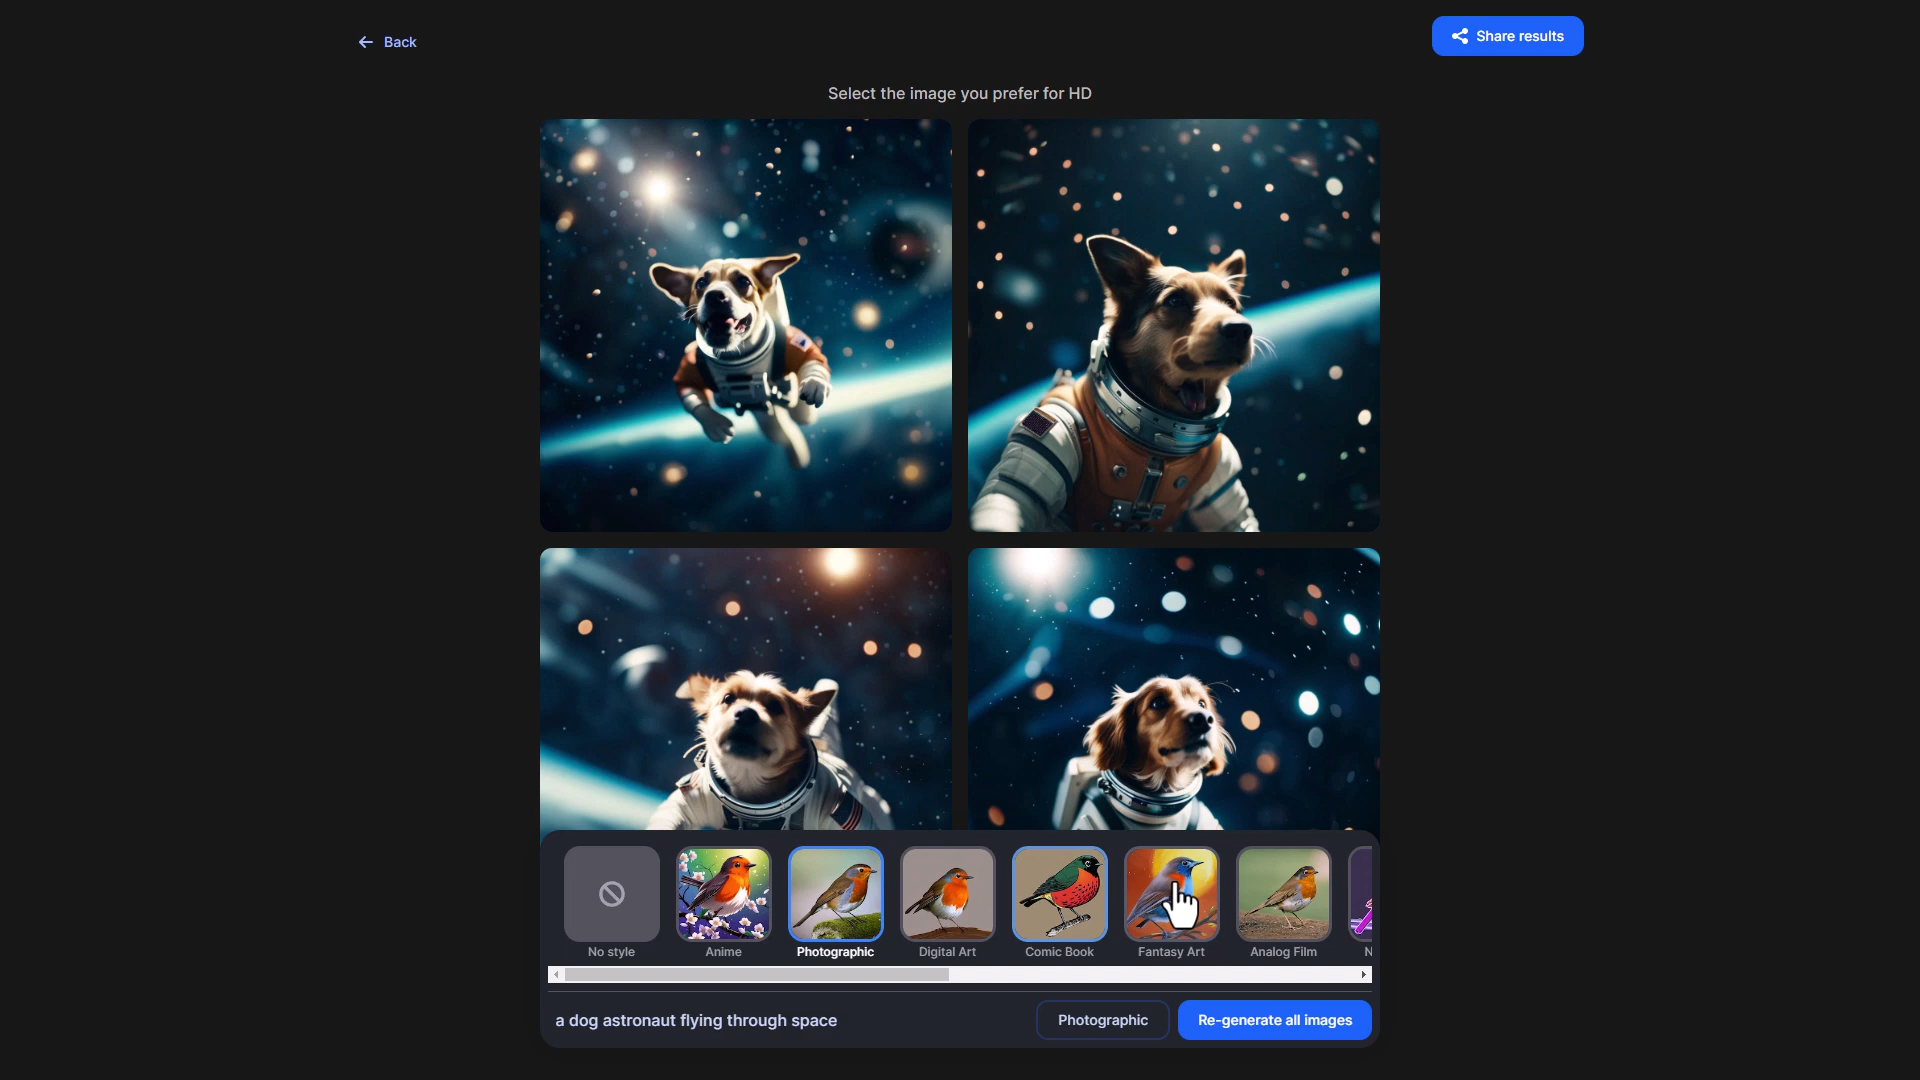 Back
Share results
Select the image you prefer for HD
No style
Anime
Photographic
Digital Art
Comic Book
Fantasy Art
Analog Film
a dog astronaut flying through space
Photographic
Re-generate all images